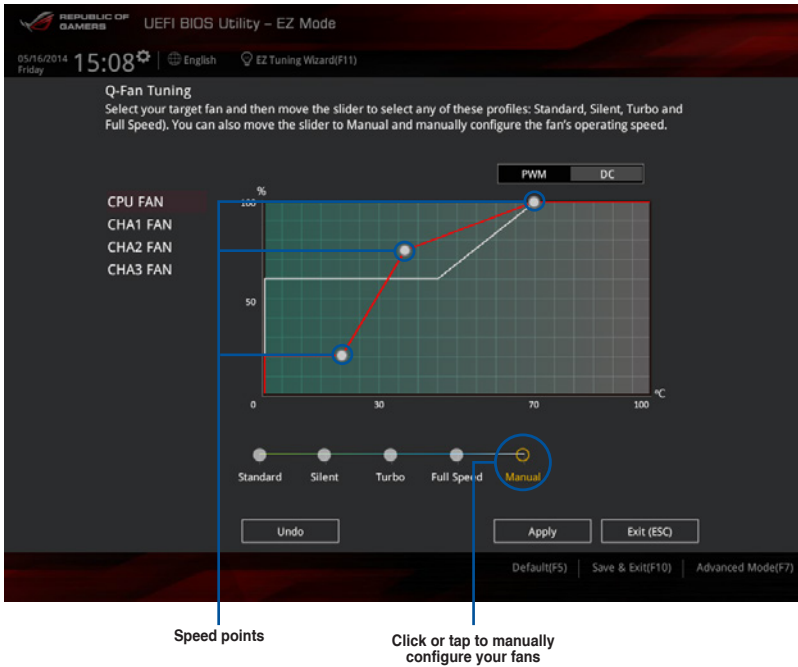 REPUBLIC OF
GAMERS
UEFI BIOS Utility – EZ Mode
05/16/2014
Friday
15:08
English
EZ Tuning Wizard(F11)
Q-Fan Tuning
Select your target fan and then move the slider to select any of these profiles: Standard, Silent, Turbo and
Full Speed). You can also move the slider to Manual and manually configure the fan's operating speed.
PWM DC
CPU FAN
CHA1 FAN
CHA2 FAN
CHA3 FAN
%
100
50
0 30 70 100
°C
Standard Silent Turbo Full Speed Manual
Undo Apply Exit (ESC)
Default(F5) Save & Exit(F10) Advanced Mode(F7)
Speed points
Click or tap to manually
configure your fans